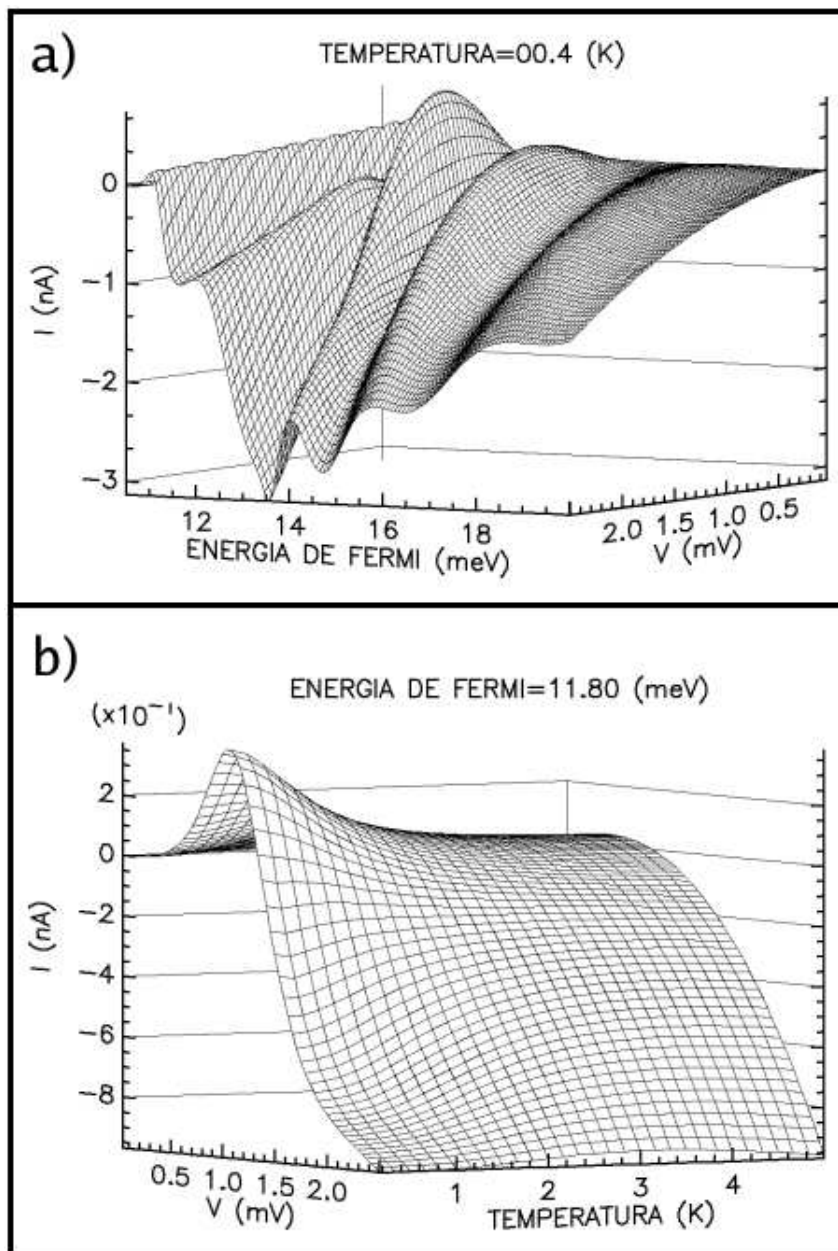 a)
TEMPERATURA=00.4 (K)
0
−1
−2
−3
I (nA)
12 14 16 18
ENERGIA DE FERMI (meV)
2.0 1.5 1.0 0.5
V (mV)
b)
ENERGIA DE FERMI=11.80 (meV)
(x10⁻¹)
2
0
−2
−4
−6
−8
I (nA)
0.5 1.0 1.5 2.0
V (mV)
1 2 3 4
TEMPERATURA (K)